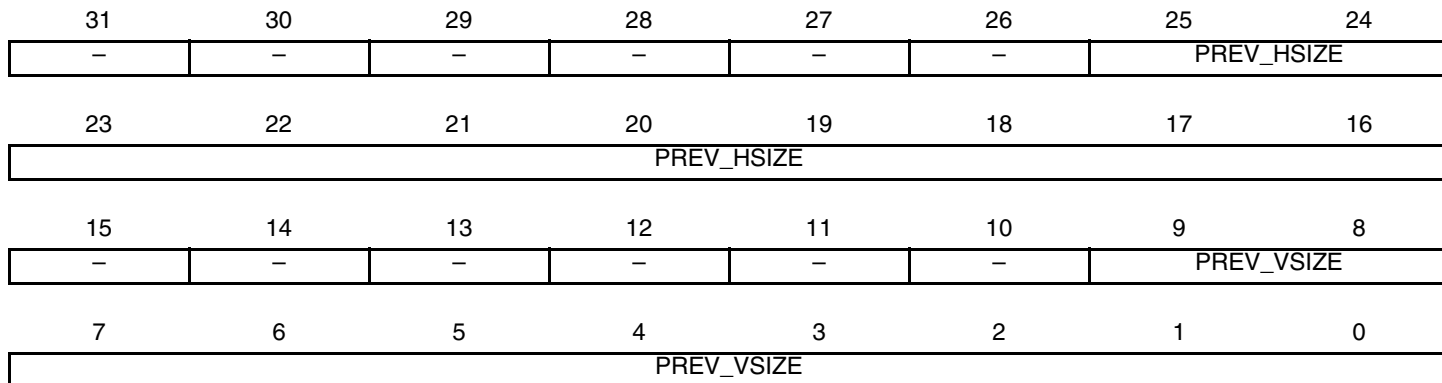 31 30 29 28 27 26 25 24
– – – – – – PREV_HSIZE
23 22 21 20 19 18 17 16
PREV_HSIZE
15 14 13 12 11 10 9 8
– – – – – – PREV_VSIZE
7 6 5 4 3 2 1 0
PREV_VSIZE